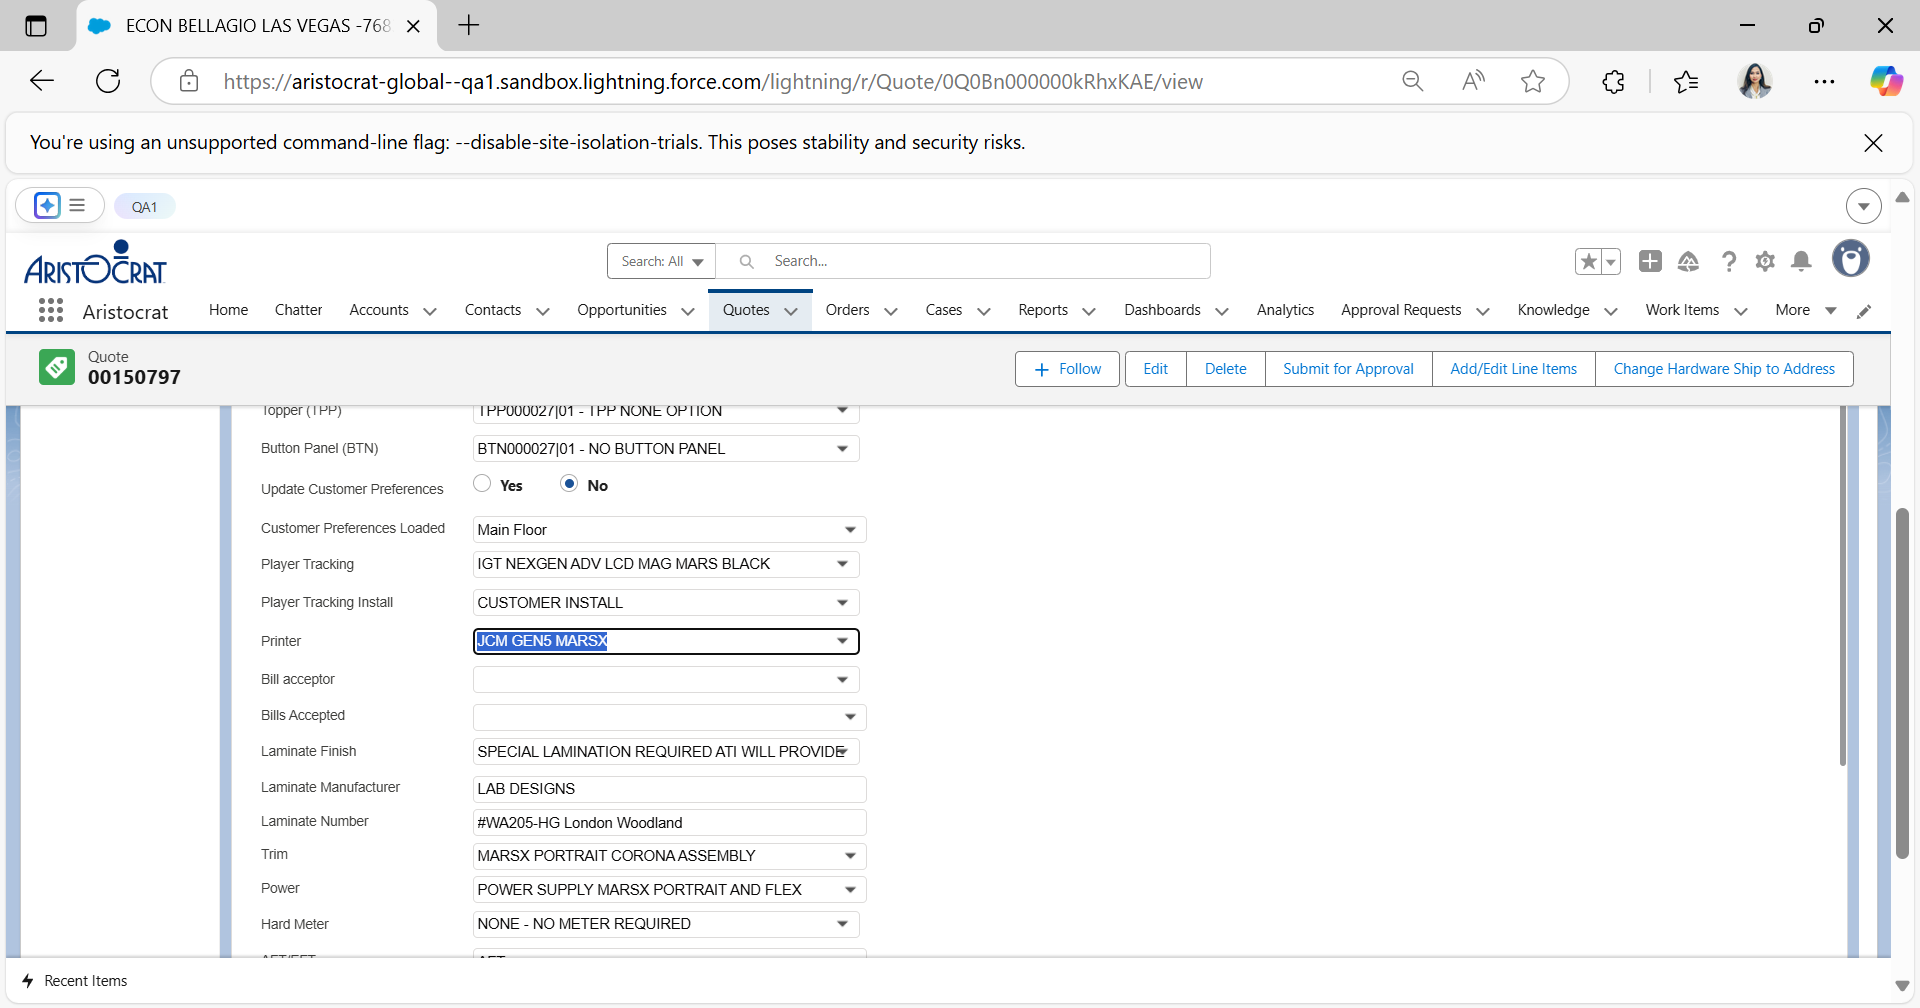 ECON BELLAGIO LAS VEGAS -768
https://aristocrat-global--qa1.sandbox.lightning.force.com/lightning/r/Quote/0Q0Bn000000kRhxKAE/view
You're using an unsupported command-line flag: --disable-site-isolation-trials. This poses stability and security risks.
QA1
ARISTOCRAT
Search: All
Search...
Aristocrat
Home
Chatter
Accounts
Contacts
Opportunities
Quotes
Orders
Cases
Reports
Dashboards
Analytics
Approval Requests
Knowledge
Work Items
More
Quote
00150797
Follow
Edit
Delete
Submit for Approval
Add/Edit Line Items
Change Hardware Ship to Address
Topper (TPP) TPP000027|01 - TPP NONE OPTION
Button Panel (BTN) BTN000027|01 - NO BUTTON PANEL
Update Customer Preferences Yes No
Customer Preferences Loaded Main Floor
Player Tracking IGT NEXGEN ADV LCD MAG MARS BLACK
Player Tracking Install CUSTOMER INSTALL
Printer JCM GEN5 MARSX
Bill acceptor
Bills Accepted
Laminate Finish SPECIAL LAMINATION REQUIRED ATI WILL PROVIDE
Laminate Manufacturer LAB DESIGNS
Laminate Number #WA205-HG London Woodland
Trim MARSX PORTRAIT CORONA ASSEMBLY
Power POWER SUPPLY MARSX PORTRAIT AND FLEX
Hard Meter NONE - NO METER REQUIRED
Recent Items